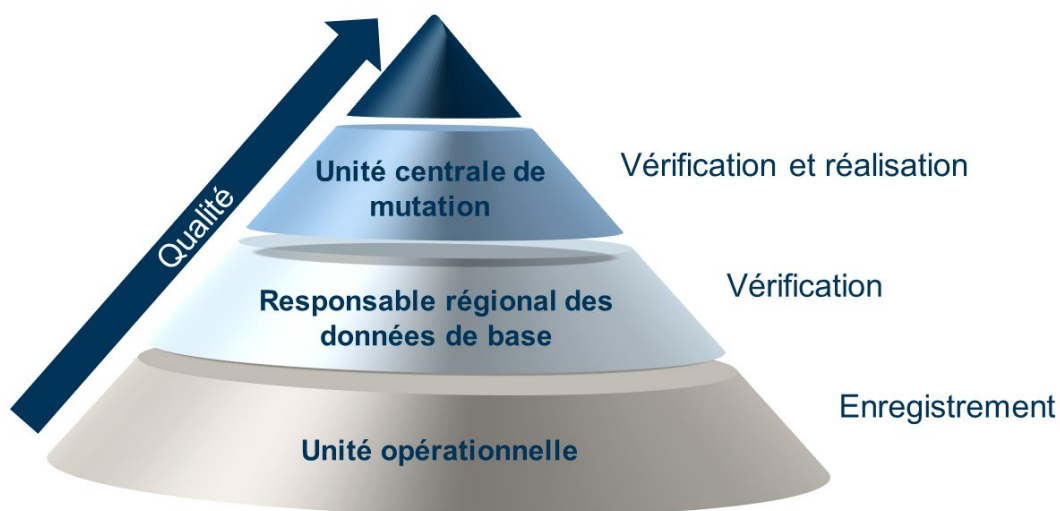 Unité centrale de
mutation
Vérification et réalisation
Qualité
Responsable régional des
données de base
Vérification
Unité opérationnelle
Enregistrement